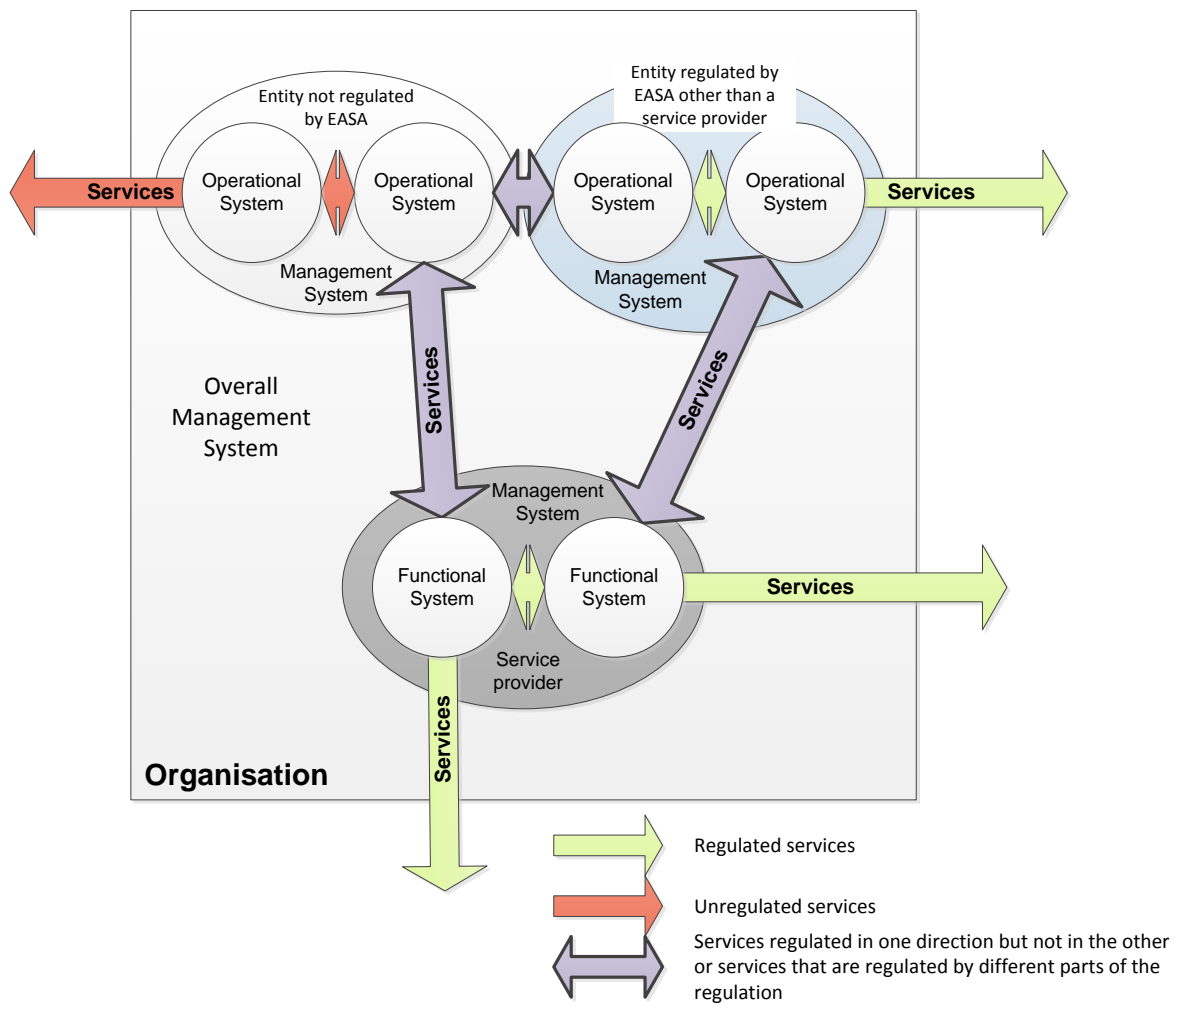 Entity not regulated
by EASA
Entity regulated by
EASA other than a
service provider
Services
Operational
System
Operational
System
Operational
System
Operational
System
Services
Management
System
Management
System
Services
Services
Overall
Management
System
Management
System
Functional
System
Functional
System
Services
Service
provider
Services
Organisation
Regulated services
Unregulated services
Services regulated in one direction but not in the other
or services that are regulated by different parts of the
regulation